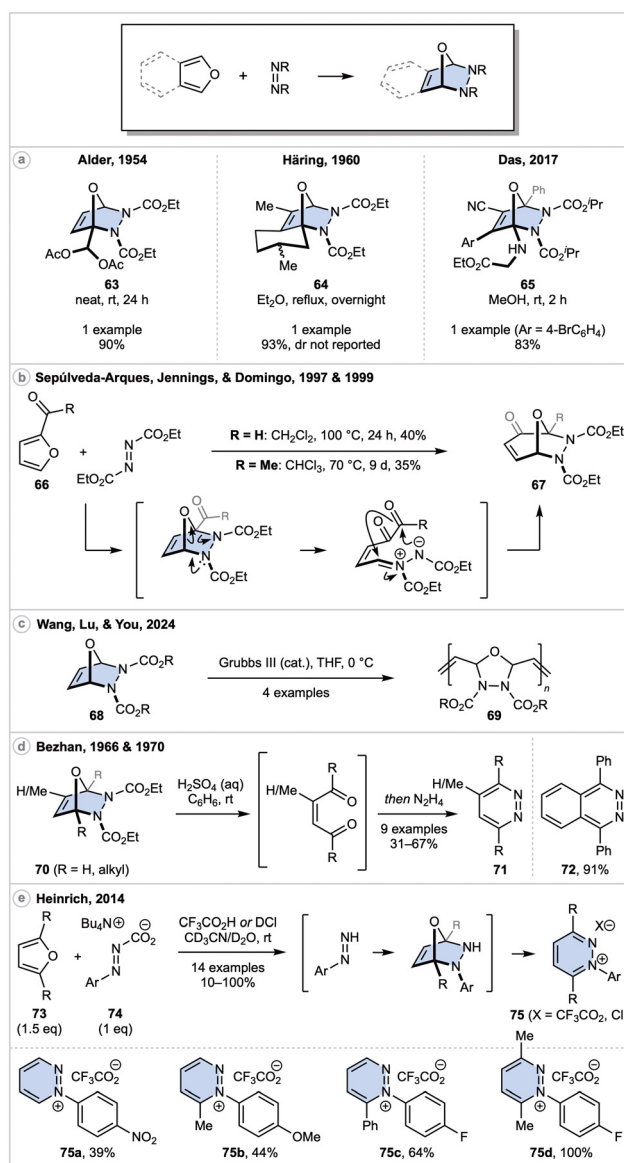 O + NR NR → O NR NR
a Alder, 1954 Häring, 1960 Das, 2017
O N CO₂Et N CO₂Et AcO OAc
Me O N CO₂Et N CO₂Et Me
CN O Ph N CO₂ⁱPr N CO₂ⁱPr Ar NH EtO₂C
63 64 65
neat, rt, 24 h Et₂O, reflux, overnight MeOH, rt, 2 h
1 example 1 example 1 example (Ar = 4-BrC₆H₄)
90% 93%, dr not reported 83%
b Sepúlveda-Arques, Jennings, & Domingo, 1997 & 1999
O R O + EtO₂C N N CO₂Et
R = H: CH₂Cl₂, 100 °C, 24 h, 40%
R = Me: CHCl₃, 70 °C, 9 d, 35%
O O R N CO₂Et N CO₂Et
66 67
O O R N CO₂Et N CO₂Et
O O R N⊖ N⊕ CO₂Et CO₂Et
c Wang, Lu, & You, 2024
O N CO₂R N CO₂R
Grubbs III (cat.), THF, 0 °C
4 examples
O N N RO₂C CO₂R n
68 69
d Bezhan, 1966 & 1970
H/Me O R N CO₂Et N CO₂Et R
H₂SO₄ (aq)
C₆H₆, rt
H/Me R O O R
then N₂H₄
9 examples
31–67%
H/Me R N N R
Ph N N Ph
70 (R = H, alkyl) 71 72, 91%
e Heinrich, 2014
R O R + Bu₄N⊕ N CO₂⊖ N Ar
CF₃CO₂H or DCl
CD₃CN/D₂O, rt
14 examples
10–100%
NH N Ar
O R NH N R Ar
R X⊖ N N⊕ Ar R
73 74 75 (X = CF₃CO₂, Cl)
(1.5 eq) (1 eq)
N N⊕ CF₃CO₂⊖ NO₂
N N⊕ CF₃CO₂⊖ Me OMe
N N⊕ CF₃CO₂⊖ Ph F
Me N N⊕ CF₃CO₂⊖ Me F
75a, 39% 75b, 44% 75c, 64% 75d, 100%